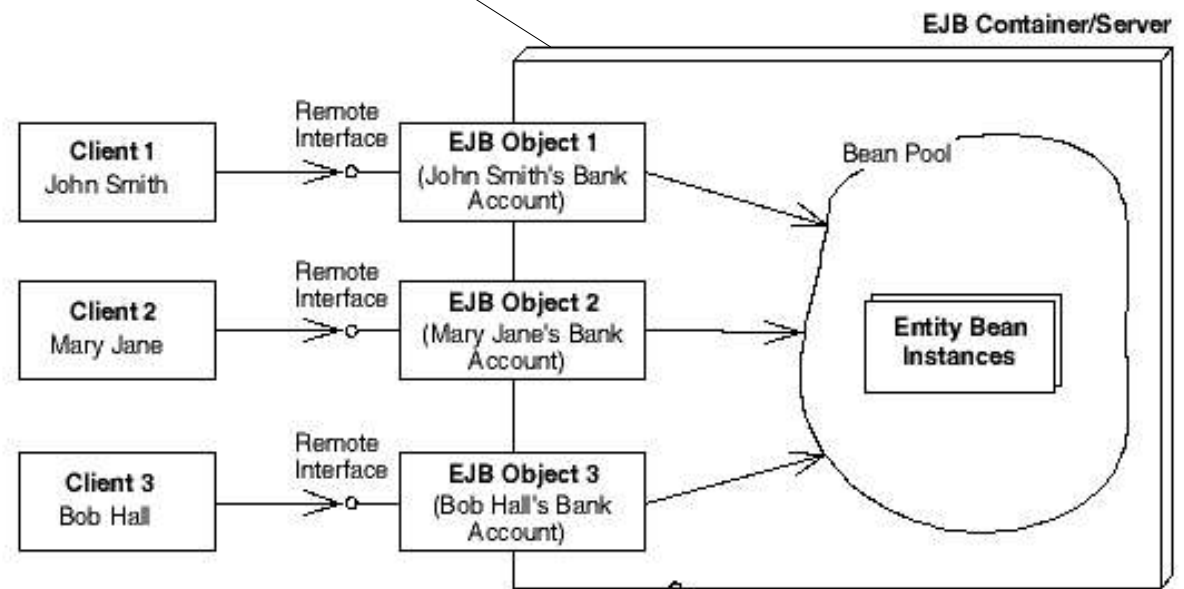 EJB Container/Server
Remote
Interface
Client 1
John Smith
EJB Object 1
(John Smith's Bank
Account)
Bean Pool
Remote
Interface
Client 2
Mary Jane
EJB Object 2
(Mary Jane's Bank
Account)
Entity Bean
Instances
Remote
Interface
Client 3
Bob Hall
EJB Object 3
(Bob Hall's Bank
Account)